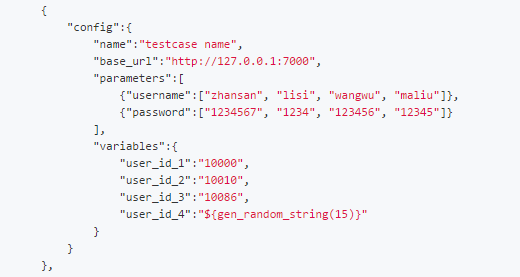 {
"config":{
"name":"testcase name",
"base_url":"http://127.0.0.1:7000",
"parameters":[
{"username":["zhansan", "lisi", "wangwu", "maliu"]},
{"password":["1234567", "1234", "123456", "12345"]}
],
"variables":{
"user_id_1":"10000",
"user_id_2":"10010",
"user_id_3":"10086",
"user_id_4":"${gen_random_string(15)}"
}
}
},